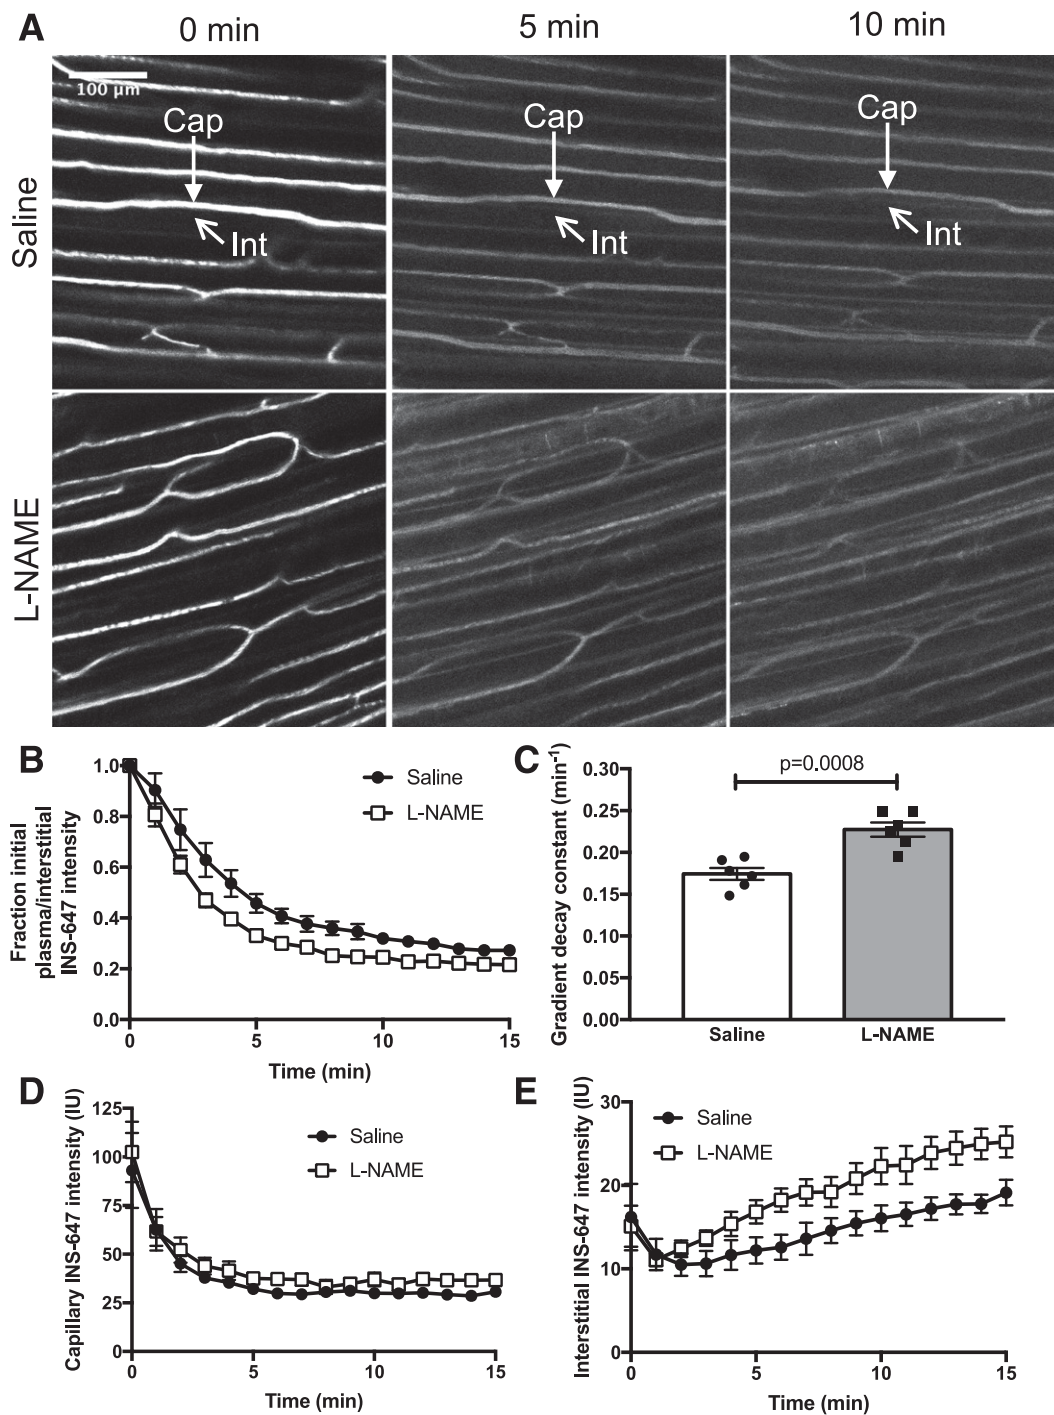 A
0 min
5 min
10 min
100 µm
Cap
Int
Cap
Int
Cap
Int
Saline
L-NAME
B
Fraction initial
plasma/interstitial
INS-647 intensity
1.0
0.8
0.6
0.4
0.2
0.0
0
5
10
15
Time (min)
Saline
L-NAME
C
Gradient decay constant (min⁻¹)
0.30
0.25
0.20
0.15
0.10
0.05
0.00
p=0.0008
Saline
L-NAME
D
Capillary INS-647 intensity (IU)
125
100
75
50
25
0
0
5
10
15
Time (min)
Saline
L-NAME
E
Interstitial INS-647 intensity (IU)
30
20
10
0
0
5
10
15
Time (min)
Saline
L-NAME